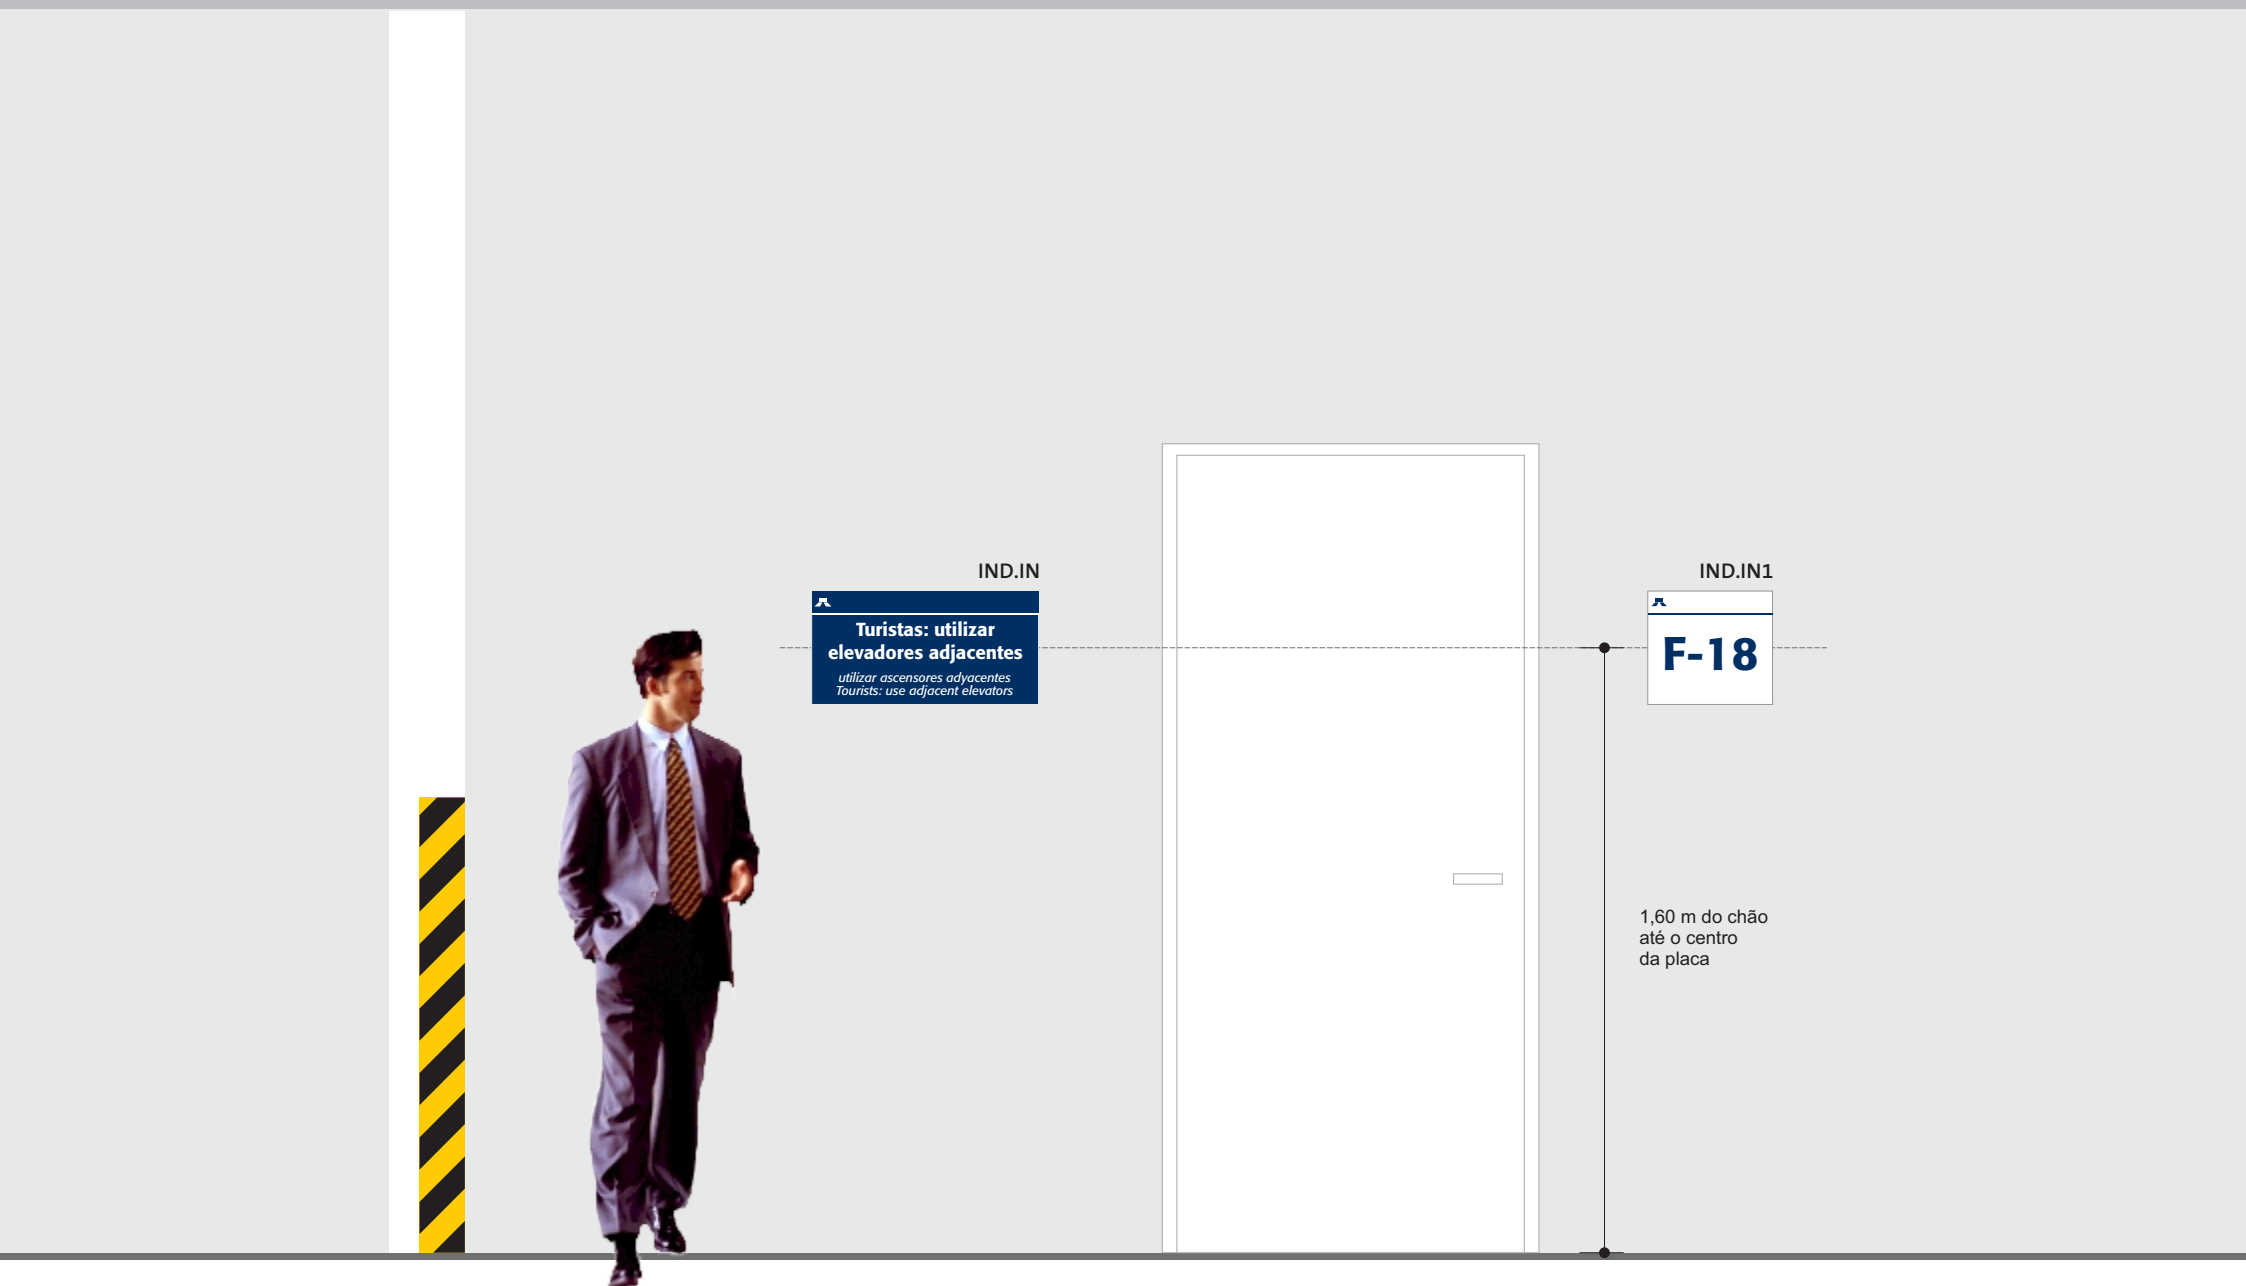 IND.IN
Turistas: utilizar
elevadores adjacentes
utilizar ascensores adyacentes
Tourists: use adjacent elevators
IND.IN1
F-18
1,60 m do chão
até o centro
da placa